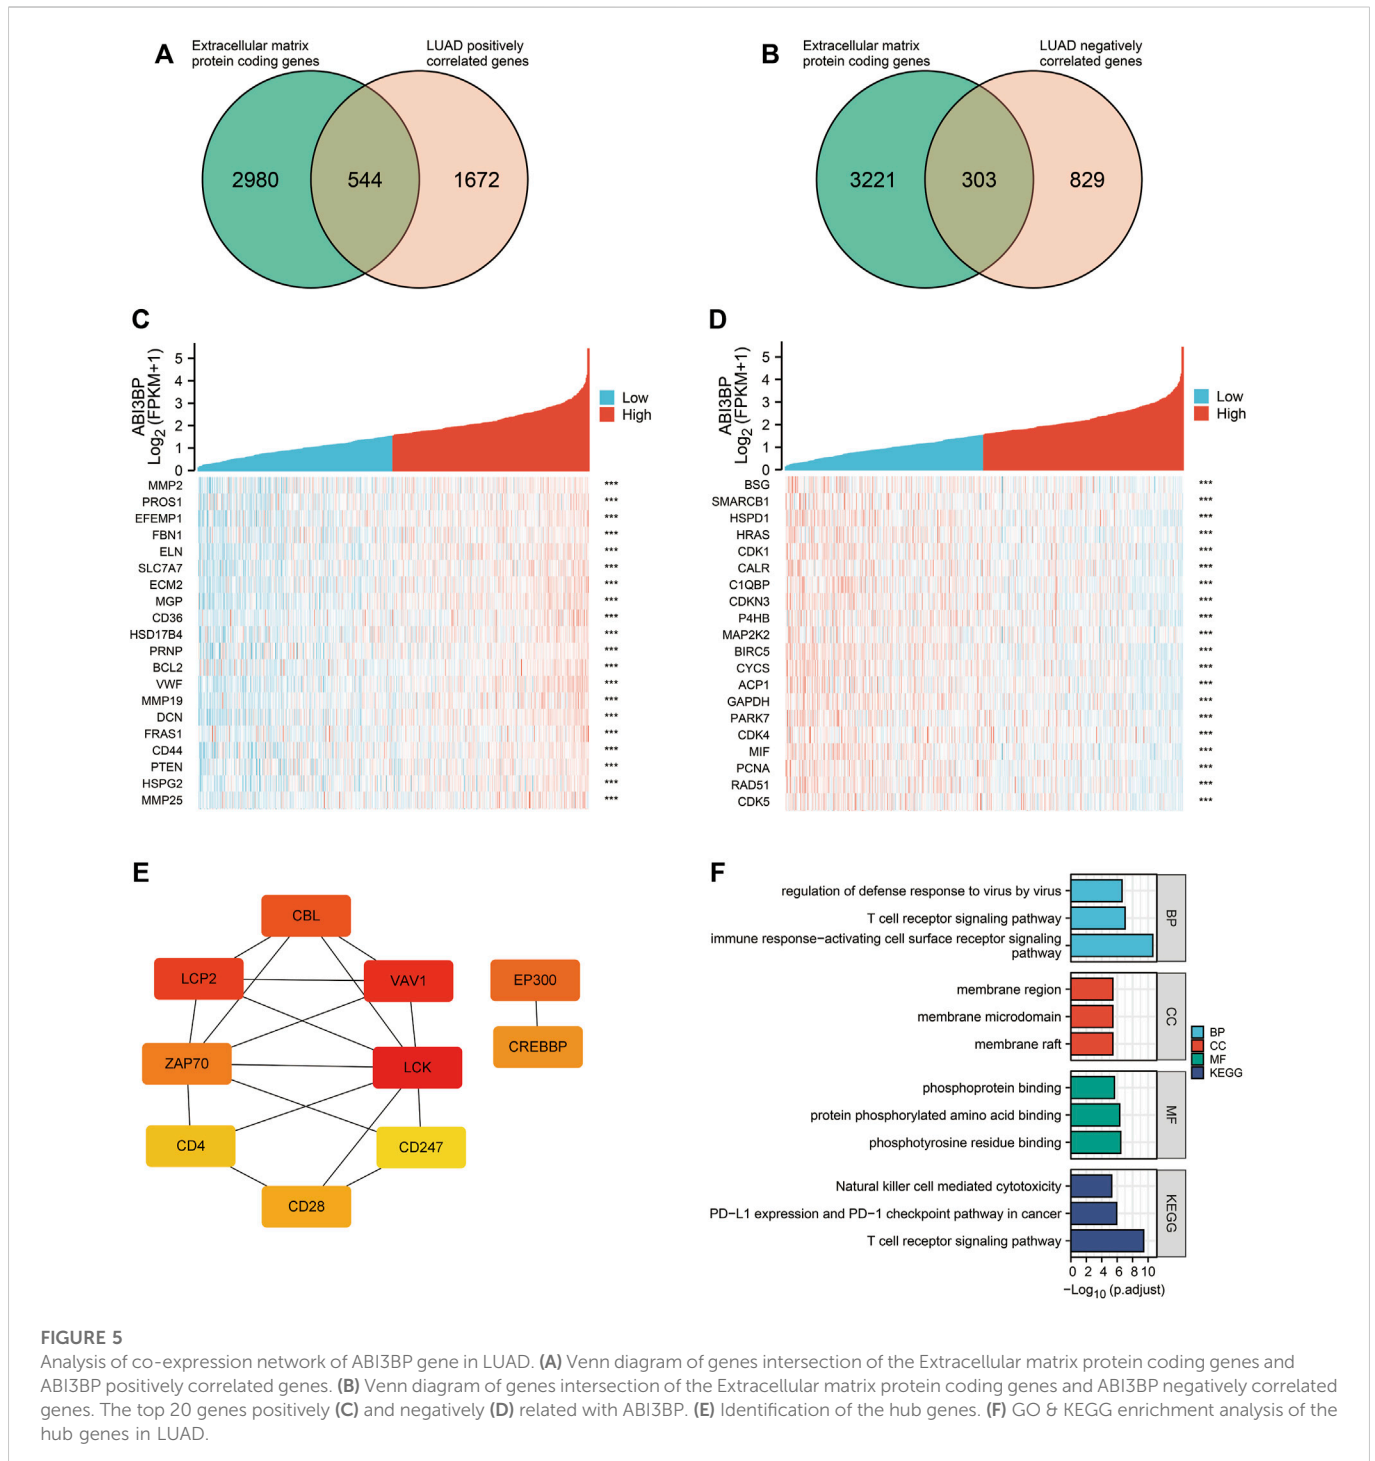 A
Extracellular matrix
protein coding genes
LUAD positively
correlated genes
2980
544
1672
B
Extracellular matrix
protein coding genes
LUAD negatively
correlated genes
3221
303
829
C
ABI3BP
Log2 (FPKM+1)
5
4
3
2
1
0
Low
High
MMP2 ***
PROS1 ***
EFEMP1 ***
FBN1 ***
ELN ***
SLC7A7 ***
ECM2 ***
MGP ***
CD36 ***
HSD17B4 ***
PRNP ***
BCL2 ***
VWF ***
MMP19 ***
DCN ***
FRAS1 ***
CD44 ***
PTEN ***
HSPG2 ***
MMP25 ***
D
ABI3BP
Log2 (FPKM+1)
5
4
3
2
1
0
Low
High
BSG ***
SMARCB1 ***
HSPD1 ***
HRAS ***
CDK1 ***
CALR ***
C1QBP ***
CDKN3 ***
P4HB ***
MAP2K2 ***
BIRC5 ***
CYCS ***
ACP1 ***
GAPDH ***
PARK7 ***
CDK4 ***
MIF ***
PCNA ***
RAD51 ***
CDK5 ***
E
CBL
LCP2
VAV1
ZAP70
LCK
CD4
CD247
CD28
EP300
CREBBP
F
regulation of defense response to virus by virus
T cell receptor signaling pathway
immune response−activating cell surface receptor signaling
pathway
BP
membrane region
membrane microdomain
membrane raft
CC
phosphoprotein binding
protein phosphorylated amino acid binding
phosphotyrosine residue binding
MF
Natural killer cell mediated cytotoxicity
PD−L1 expression and PD−1 checkpoint pathway in cancer
T cell receptor signaling pathway
KEGG
0 2 4 6 8 10
−Log10 (p.adjust)
BP
CC
MF
KEGG
FIGURE 5
Analysis of co-expression network of ABI3BP gene in LUAD. (A) Venn diagram of genes intersection of the Extracellular matrix protein coding genes and
ABI3BP positively correlated genes. (B) Venn diagram of genes intersection of the Extracellular matrix protein coding genes and ABI3BP negatively correlated
genes. The top 20 genes positively (C) and negatively (D) related with ABI3BP. (E) Identification of the hub genes. (F) GO & KEGG enrichment analysis of the
hub genes in LUAD.